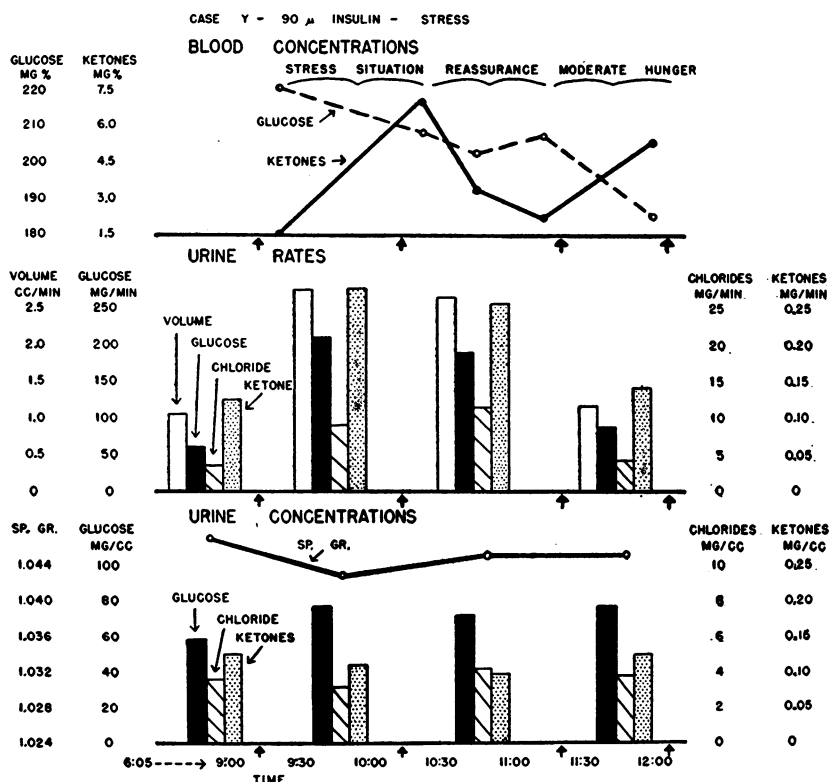 CASE Y - 90 μ INSULIN - STRESS
BLOOD CONCENTRATIONS
GLUCOSE KETONES
MG % MG %
STRESS SITUATION REASSURANCE MODERATE HUNGER
220 7.5
GLUCOSE
210 6.0
KETONES
200 4.5
190 3.0
180 1.5
URINE RATES
VOLUME GLUCOSE CHLORIDES KETONES
CC/MIN MG/MIN MG/MIN MG/MIN
2.5 250 25 0.25
VOLUME
2.0 200 20 0.20
GLUCOSE
CHLORIDE
1.5 150 KETONE 15 0.15
1.0 100 10 0.10
0.5 50 5 0.05
0 0 0 0
URINE CONCENTRATIONS
SP. GR. GLUCOSE CHLORIDES KETONES
MG/CC MG/CC MG/CC
SP. GR.
1.044 100 10 0.25
GLUCOSE
1.040 80 0.20
CHLORIDE
1.036 60 KETONES 0.15
1.032 40 4 0.10
1.028 20 2 0.05
1.024 0 0 0
6:05 9:00 9:30 10:00 10:30 11:00 11:30 12:00
TIME